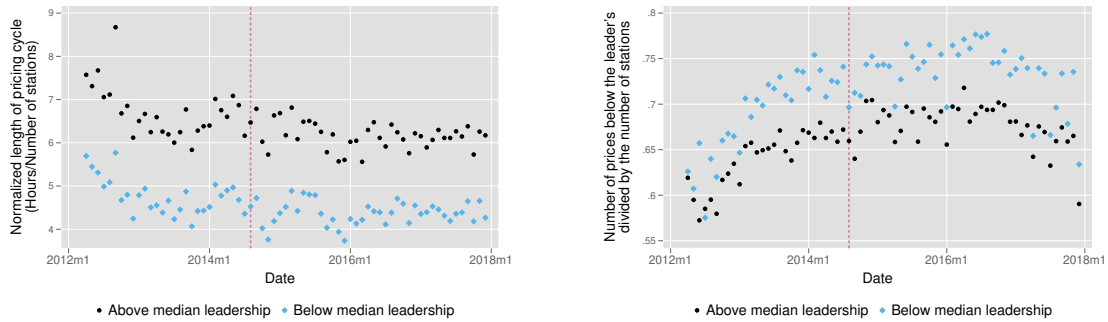 Normalized length of pricing cycle
(Hours/Number of stations)
9
8
7
6
5
4
2012m1 2014m1 2016m1 2018m1
Date
Above median leadership Below median leadership
Number of prices below the leader's
divided by the number of stations
.8
.75
.7
.65
.6
.55
2012m1 2014m1 2016m1 2018m1
Date
Above median leadership Below median leadership